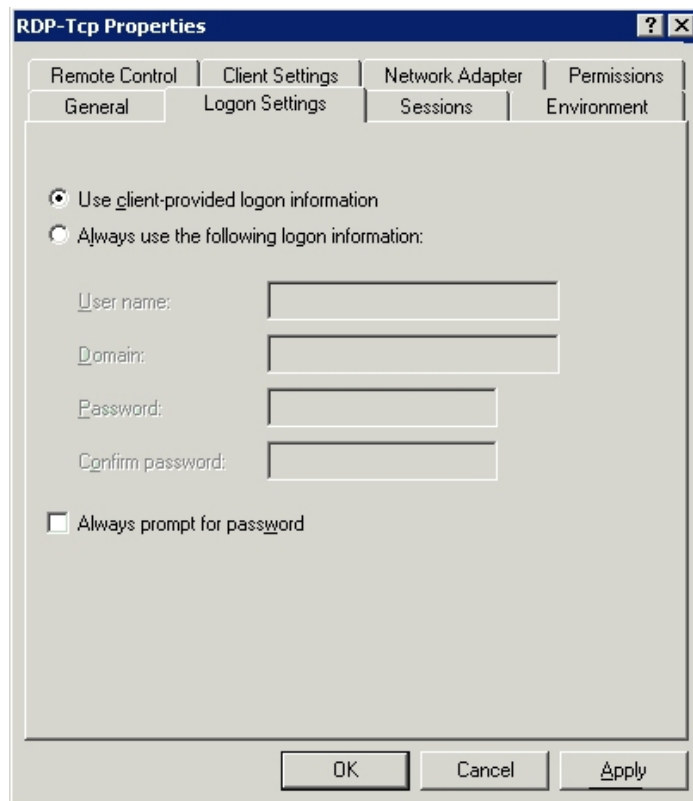 RDP-Tcp Properties
Remote Control Client Settings Network Adapter Permissions
General Logon Settings Sessions Environment
Use client-provided logon information
Always use the following logon information:
User name:
Domain:
Password:
Confirm password:
Always prompt for password
OK Cancel Apply